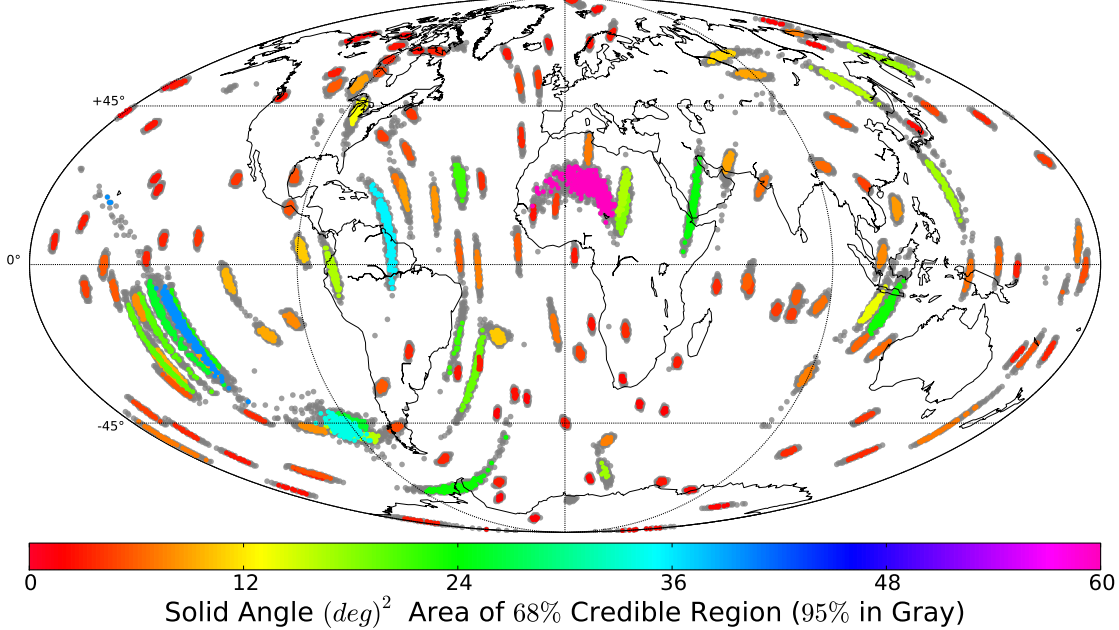 +45°
0°
-45°
0 12 24 36 48 60
Solid Angle (deg)² Area of 68% Credible Region (95% in Gray)